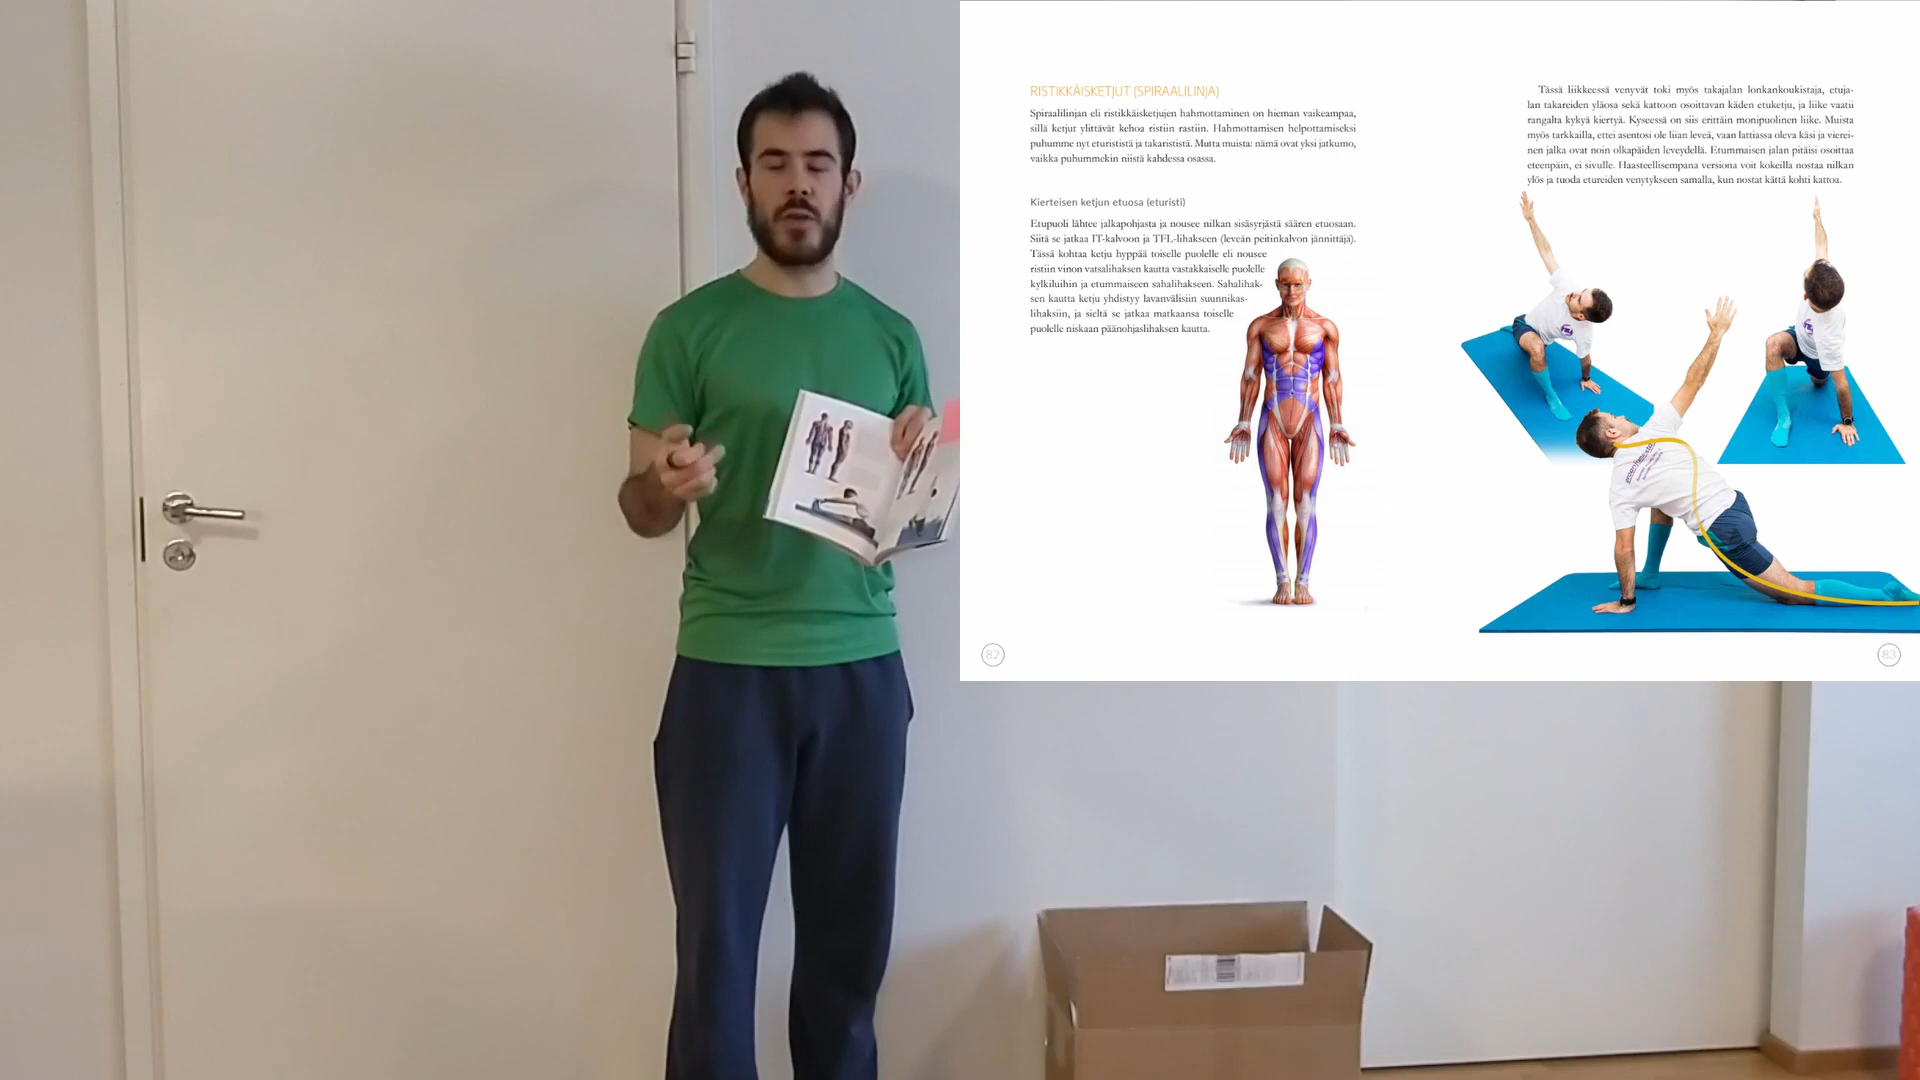 RISTIKKÄISKETJUT (SPIRAALILINJA)
Spiraalilinjan eli ristikkäisketjujen hahmottaminen on hieman vaikeampaa,
sillä ketjut ylittävät kehoa ristiin rastiin. Hahmottamisen helpottamiseksi
puhumme nyt eturististä ja takarististä. Mutta muista: nämä ovat yksi jatkumo,
vaikka puhummekin niistä kahdessa osassa.
Kierteisen ketjun etuosa (eturisti)
Etupuoli lähtee jalkapohjasta ja nousee nilkan sisäsyrjästä säären etuosaan.
Siitä se jatkaa IT-kalvoon ja TFL-lihakseen (leveän peitinkalvon jännittäjä).
Tässä kohtaa ketju hyppää toiselle puolelle eli nousee
ristiin vinon vatsalihaksen kautta vastakkaiselle puolelle
kylkiluihin ja etummaiseen sahalihakseen. Sahalihak-
sen kautta ketju yhdistyy lavanvälisiin suunnikas-
lihaksiin, ja sieltä se jatkaa matkaansa toiselle
puolelle niskaan päänohjaslihaksen kautta.
82
Tässä liikkeessä venyvät toki myös takajalan lonkankoukistaja, etuja-
lan takareiden yläosa sekä kattoon osoittavan käden etuketju, ja liike vaatii
rangalta kykyä kiertyä. Kyseessä on siis erittäin monipuolinen liike. Muista
myös tarkkailla, ettei asentosi ole liian leveä, vaan lattiassa oleva käsi ja vierei-
nen jalka ovat noin olkapäiden leveydellä. Etummaisen jalan pitäisi osoittaa
eteenpäin, ei sivulle. Haasteellisempana versiona voit kokeilla nostaa nilkan
ylös ja tuoda etureiden venytykseen samalla, kun nostat kättä kohti kattoa.
83